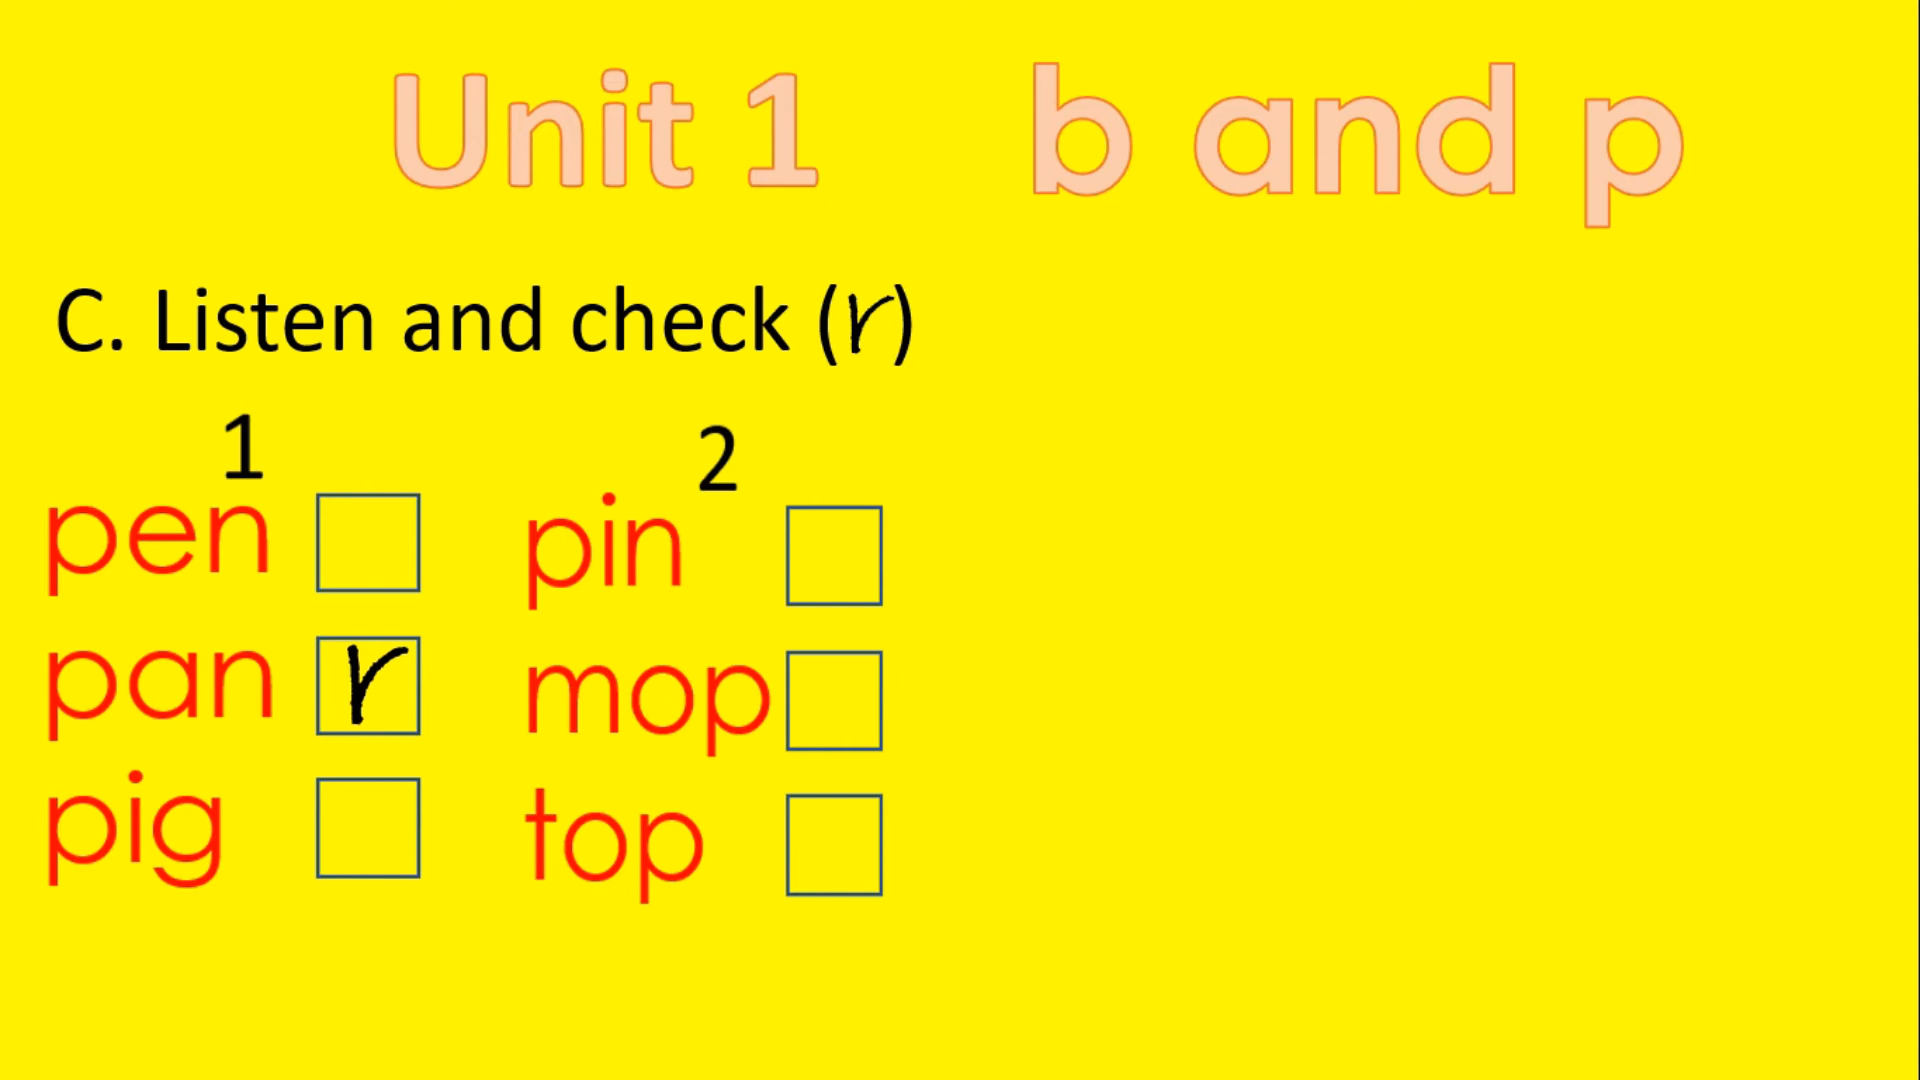 Unit 1 b and p
C. Listen and check (r)
1 2
pen pin
pan r mop
pig top